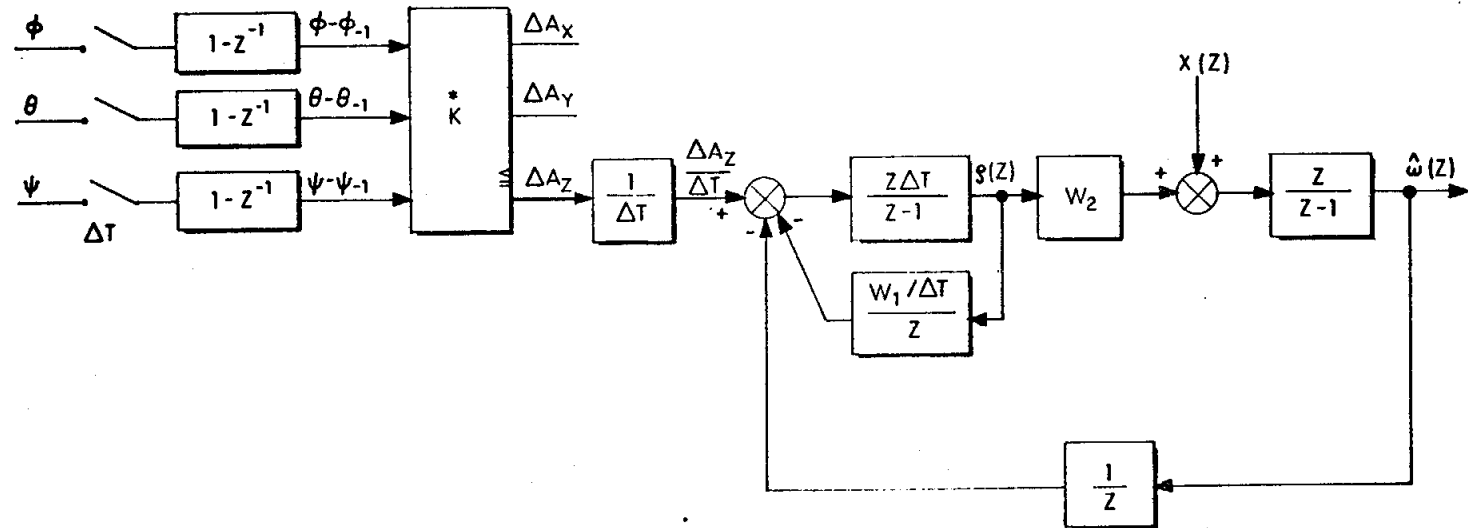 ϕ
1-Z⁻¹
ϕ-ϕ₋₁
ΔAX
θ
1-Z⁻¹
θ-θ₋₁
*
K
ΔAY
ψ
ΔT
1-Z⁻¹
ψ-ψ₋₁
ΔAZ
1
ΔT
ΔAZ
ΔT
+
-
-
ZΔT
Z-1
ρ(Z)
W₁/ΔT
Z
W₂
X(Z)
+
+
Z
Z-1
ω̂(Z)
1
Z